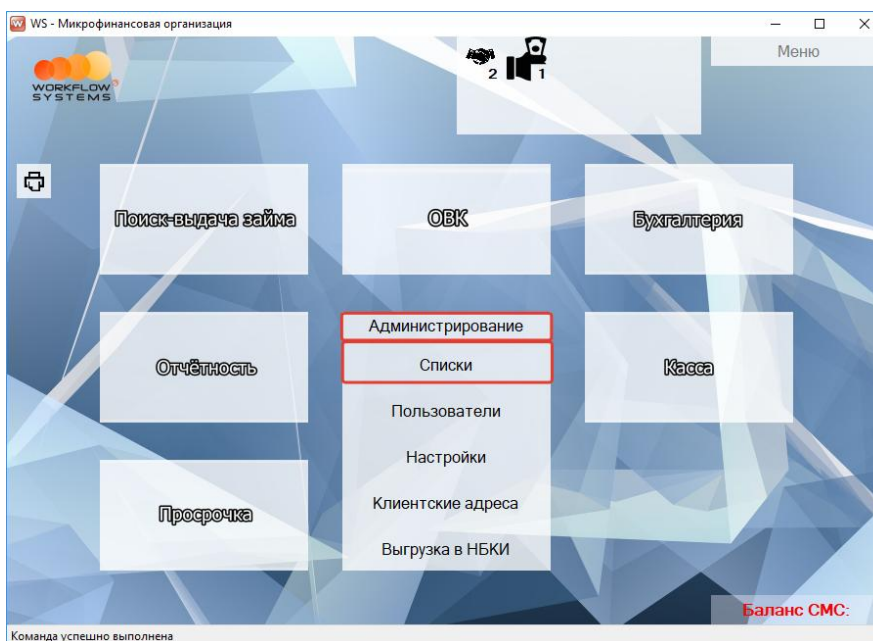 WS - Микрофинансовая организация
Меню
WORKFLOW
SYSTEMS
2 1
Поиск-выдача займа
ОВК
Бухгалтерия
Администрирование
Отчётность
Списки
Касса
Пользователи
Настройки
Клиентские адреса
Просрочка
Выгрузка в НБКИ
Баланс СМС:
Команда успешно выполнена